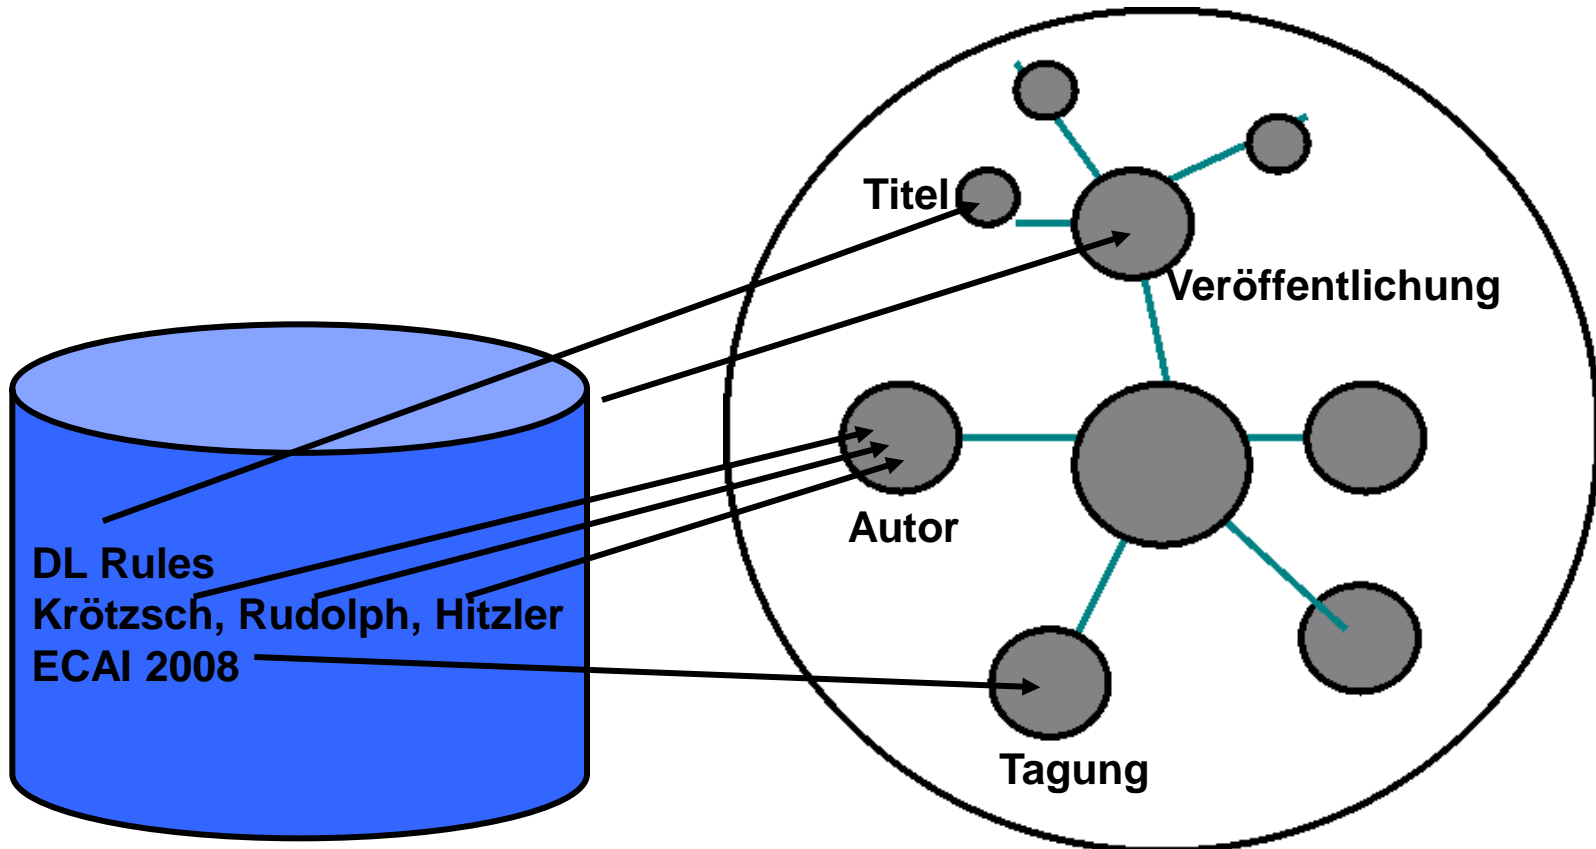 Titel
Veröffentlichung
Autor
DL Rules
Krötzsch, Rudolph, Hitzler
ECAI 2008
Tagung